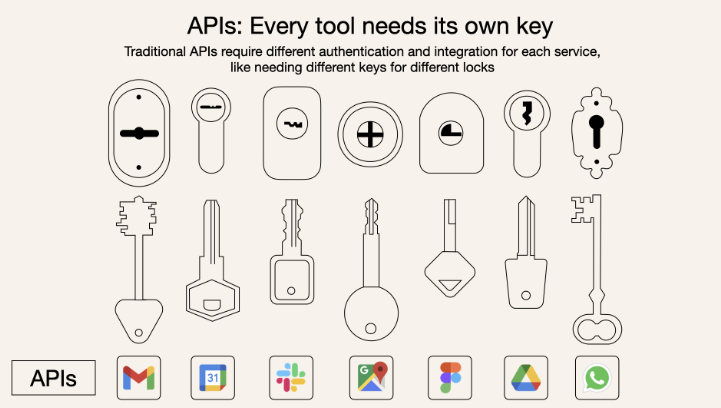 APIs: Every tool needs its own key
Traditional APIs require different authentication and integration for each service,
like needing different keys for different locks
APIs
31
G